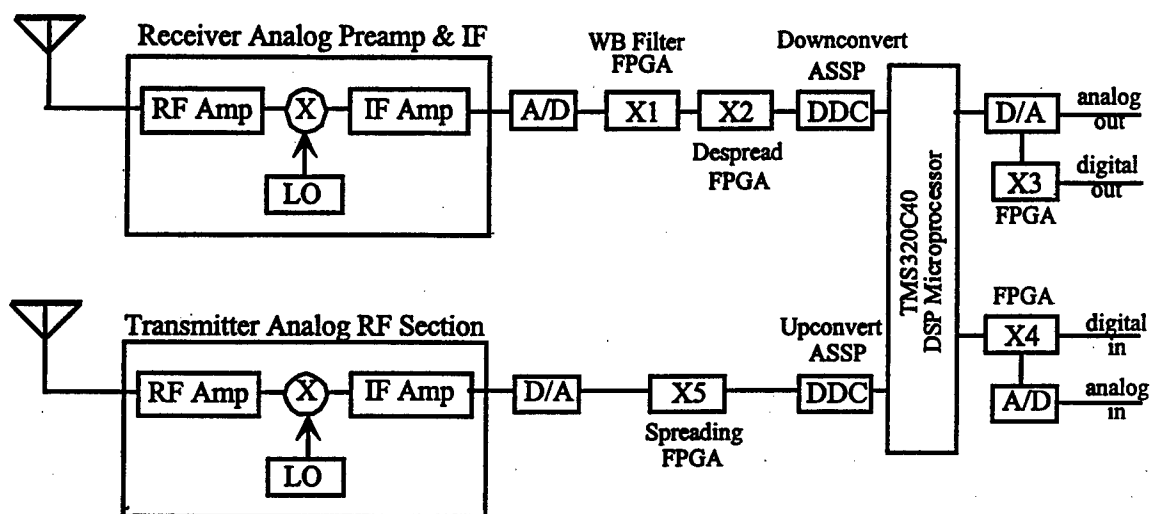 Receiver Analog Preamp & IF
RF Amp
X
IF Amp
LO
A/D
WB Filter
FPGA
X1
X2
Despread
FPGA
Downconvert
ASSP
DDC
TMS320C40
DSP Microprocessor
D/A
analog
out
X3
FPGA
digital
out
Transmitter Analog RF Section
RF Amp
X
IF Amp
LO
D/A
X5
Spreading
FPGA
Upconvert
ASSP
DDC
FPGA
X4
digital
in
A/D
analog
in